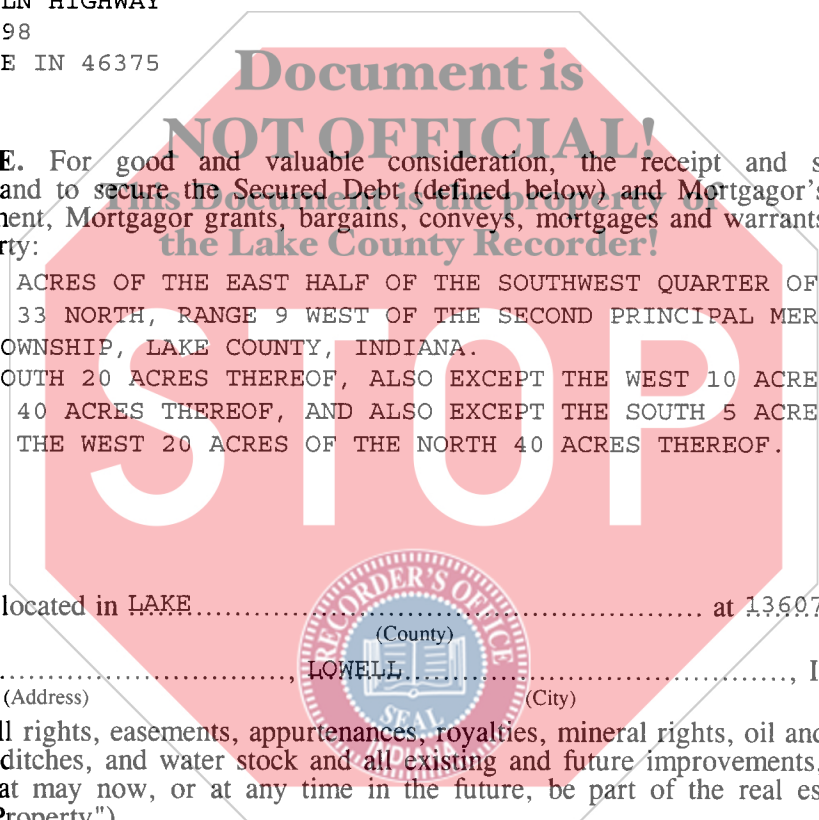 LN HIGHWAY
98
E IN 46375
Document is
NOT OFFICIAL!
E. For good and valuable consideration, the receipt and s
and to secure the Secured Debt (defined below) and Mortgagor's
This Document is the property of
ent, Mortgagor grants, bargains, conveys, mortgages and warrants
rty:
the Lake County Recorder!
ACRES OF THE EAST HALF OF THE SOUTHWEST QUARTER OF
33 NORTH, RANGE 9 WEST OF THE SECOND PRINCIPAL MER
OWNSHIP, LAKE COUNTY, INDIANA.
OUTH 20 ACRES THEREOF, ALSO EXCEPT THE WEST 10 ACRE
40 ACRES THEREOF, AND ALSO EXCEPT THE SOUTH 5 ACRE
THE WEST 20 ACRES OF THE NORTH 40 ACRES THEREOF.
STOP
located in LAKE at 13607
(County)
, LOWELL , I
(Address) (City)
RECORDER'S OFFICE
SEAL
INDIANA
ll rights, easements, appurtenances, royalties, mineral rights, oil and
ditches, and water stock and all existing and future improvements,
at may now, or at any time in the future, be part of the real es
Property")